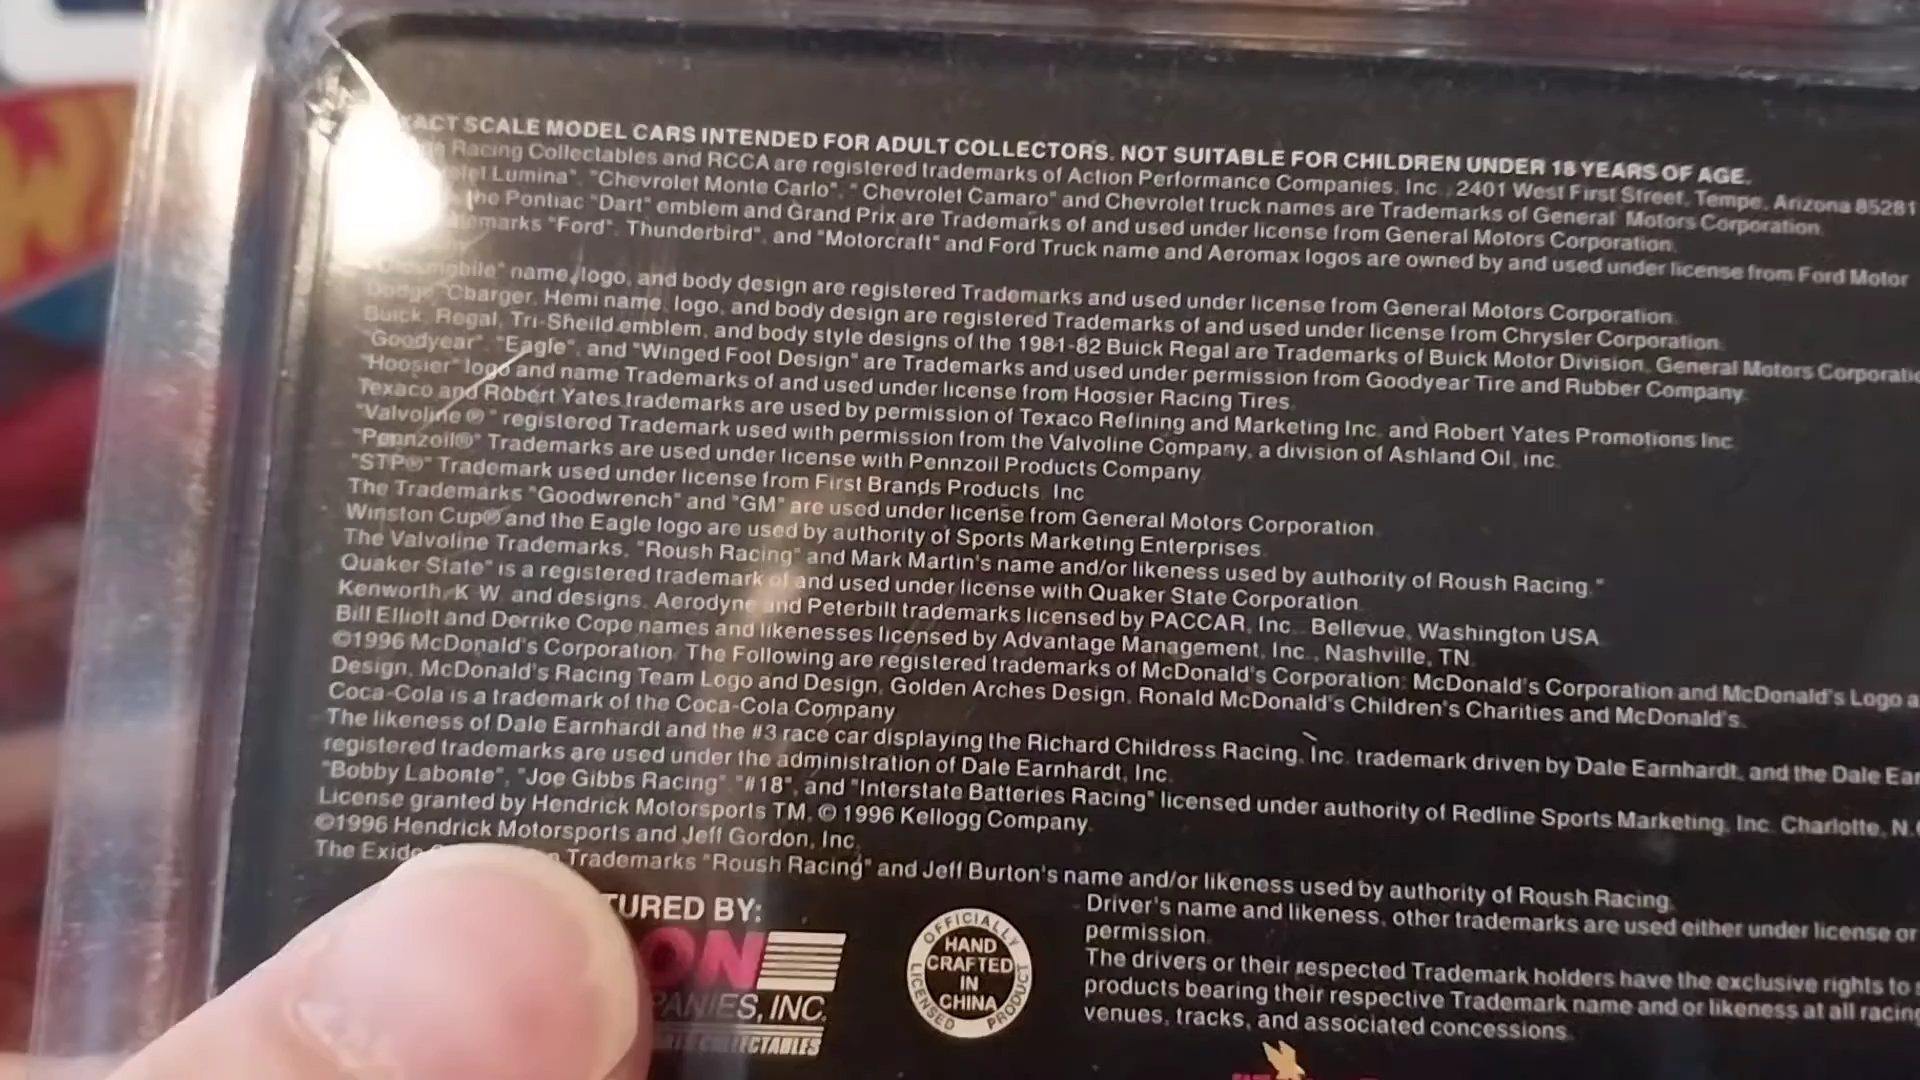 ACT SCALE MODEL CARS INTENDED FOR ADULT COLLECTORS. NOT SUITABLE FOR CHILDREN UNDER 18 YEARS OF AGE.
Racing Collectables and RCCA are registered trademarks of Action Performance Companies, Inc., 2401 West First Street, Tempe, Arizona 85281
Lumina", "Chevrolet Monte Carlo", "Chevrolet Camaro" and Chevrolet truck names are Trademarks of General Motors Corporation.
the Pontiac "Dart" emblem and Grand Prix are Trademarks of and used under license from General Motors Corporation.
"Ford", Thunderbird", and "Motorcraft" and Ford Truck name and Aeromax logos are owned by and used under license from Ford Motor
name, logo, and body design are registered Trademarks and used under license from General Motors Corporation.
Dodge, Charger, Hemi name, logo, and body design are registered Trademarks of and used under license from Chrysler Corporation.
Buick, Regal, Tri-Sheild emblem, and body style designs of the 1981-82 Buick Regal are Trademarks of Buick Motor Division, General Motors
"Goodyear", "Eagle", and "Winged Foot Design" are Trademarks and used under permission from Goodyear Tire and Rubber Company.
"Hoosier" logo and name Trademarks of and used under license from Hoosier Racing Tires.
Texaco and Robert Yates trademarks are used by permission of Texaco Refining and Marketing Inc. and Robert Yates Promotions Inc.
"Valvoline ®" registered Trademark used with permission from the Valvoline Company, a division of Ashland Oil, inc.
"Pennzoil®" Trademarks are used under license with Pennzoil Products Company
"STP®" Trademark used under license from First Brands Products, Inc
The Trademarks "Goodwrench" and "GM" are used under license from General Motors Corporation.
Winston Cup® and the Eagle logo are used by authority of Sports Marketing Enterprises.
The Valvoline Trademarks, "Roush Racing" and Mark Martin's name and/or likeness used by authority of Roush Racing."
Quaker State" is a registered trademark of and used under license with Quaker State Corporation.
Kenworth, K W, and designs, Aerodyne and Peterbilt trademarks licensed by PACCAR, Inc., Bellevue, Washington USA
Bill Elliott and Derrike Cope names and likenesses licensed by Advantage Management, Inc., Nashville, TN.
©1996 McDonald's Corporation. The Following are registered trademarks of McDonald's Corporation: McDonald's Corporation and McDonald's Logo
Design, McDonald's Racing Team Logo and Design, Golden Arches Design, Ronald McDonald's Children's Charities and McDonald's.
Coca-Cola is a trademark of the Coca-Cola Company
The likeness of Dale Earnhardt and the #3 race car displaying the Richard Childress Racing, Inc. trademark driven by Dale Earnhardt, and the Dale
registered trademarks are used under the administration of Dale Earnhardt, Inc.
"Bobby Labonte", "Joe Gibbs Racing" "#18", and "Interstate Batteries Racing" licensed under authority of Redline Sports Marketing, Inc. Charlotte, N.
License granted by Hendrick Motorsports TM, © 1996 Kellogg Company.
©1996 Hendrick Motorsports and Jeff Gordon, Inc.
The Exide Trademarks "Roush Racing" and Jeff Burton's name and/or likeness used by authority of Roush Racing.
TURED BY:
ON
PANIES, INC.
ECTABLES
OFFICIALLY LICENSED PRODUCT
HAND
CRAFTED
IN
CHINA
Driver's name and likeness, other trademarks are used either under license or
permission.
The drivers or their respected Trademark holders have the exclusive rights to
products bearing their respective Trademark name and or likeness at all racing
venues, tracks, and associated concessions.